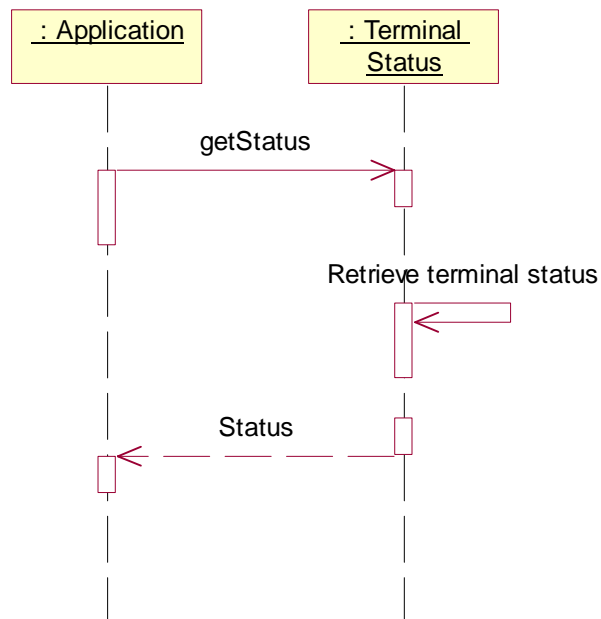 : Application
: Terminal
Status
getStatus
Retrieve terminal status
Status